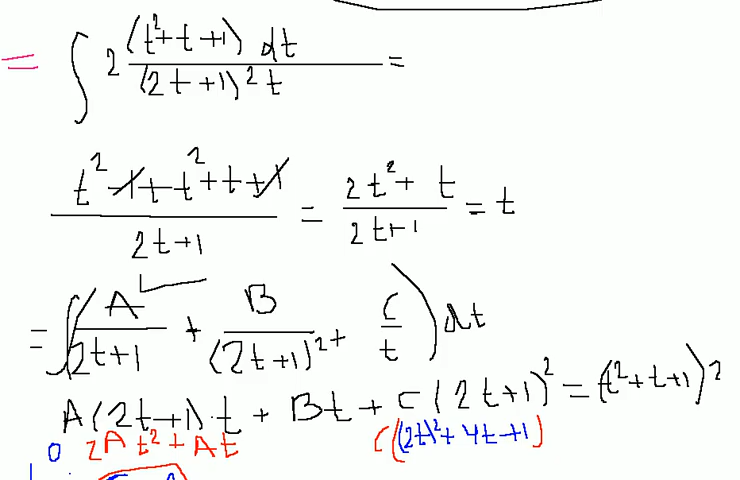 = ∫ 2 (t²+t+1) dt / (2t+1)² t =
t² - 1 + t² + t + 1 / 2t+1 = 2t² + t / 2t+1 = t
= ∫ ( A / 2t+1 + B / (2t+1)² + C / t ) dt
A(2t+1)·t + Bt + C(2t+1)² = (t²+t+1) 2
0 2At² + At C((2t)² + 4t+1)